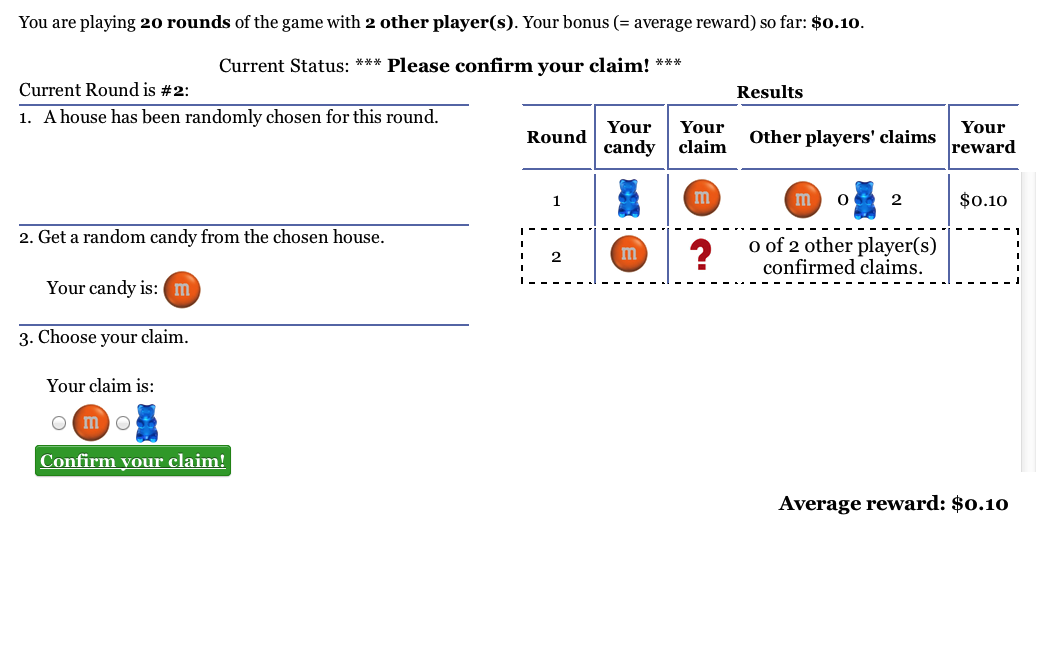 You are playing 20 rounds of the game with 2 other player(s). Your bonus (= average reward) so far: $0.10.
Current Status: *** Please confirm your claim! ***
Current Round is #2:
1. A house has been randomly chosen for this round.
2. Get a random candy from the chosen house.
Your candy is: m
3. Choose your claim.
Your claim is:
m
Confirm your claim!
Results
Round Your candy Your claim Other players' claims Your reward
1 m m 0 2 $0.10
2 m ? 0 of 2 other player(s) confirmed claims.
Average reward: $0.10